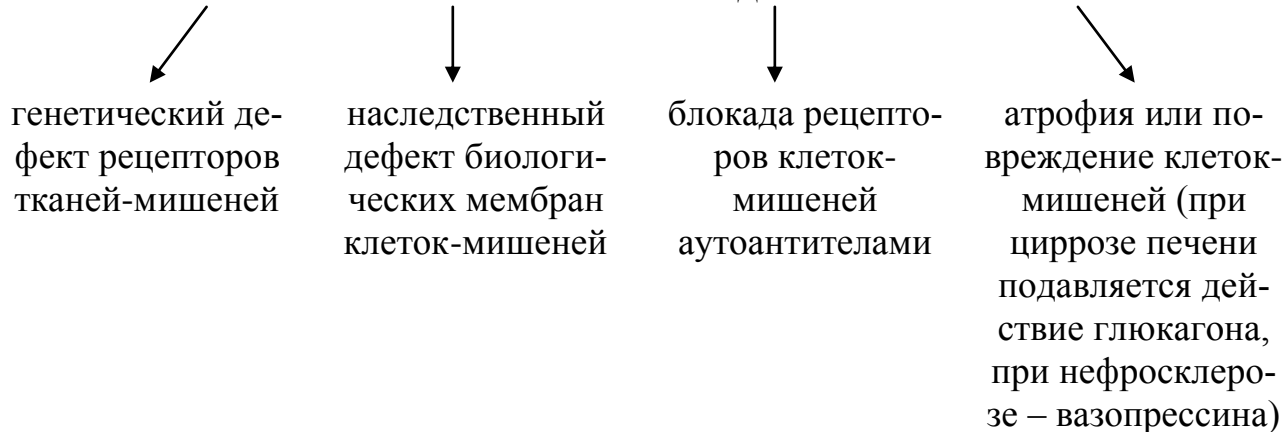 генетический де-
фект рецепторов
тканей-мишеней
наследственный
дефект биологи-
ческих мембран
клеток-мишеней
блокада рецепто-
ров клеток-
мишеней
аутоантителами
атрофия или по-
вреждение клеток-
мишеней (при
циррозе печени
подавляется дей-
ствие глюкагона,
при нефросклеро-
зе – вазопрессина)